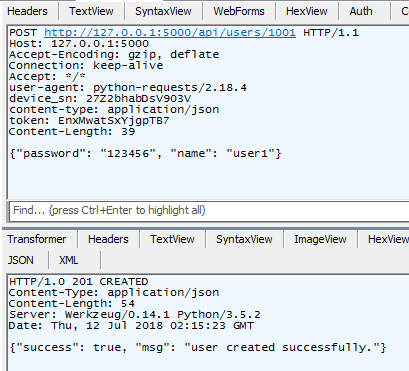 Headers TextView SyntaxView WebForms HexView Auth
POST http://127.0.0.1:5000/api/users/1001 HTTP/1.1
Host: 127.0.0.1:5000
Accept-Encoding: gzip, deflate
Connection: keep-alive
Accept: */*
user-agent: python-requests/2.18.4
device_sn: 27Z2bhabDsV903V
content-type: application/json
token: EnxMwatSxYjgpTB7
Content-Length: 39
{"password": "123456", "name": "user1"}
Find... (press Ctrl+Enter to highlight all)
Transformer Headers TextView SyntaxView ImageView HexView
JSON XML
HTTP/1.0 201 CREATED
Content-Type: application/json
Content-Length: 54
Server: Werkzeug/0.14.1 Python/3.5.2
Date: Thu, 12 Jul 2018 02:15:23 GMT
{"success": true, "msg": "user created successfully."}